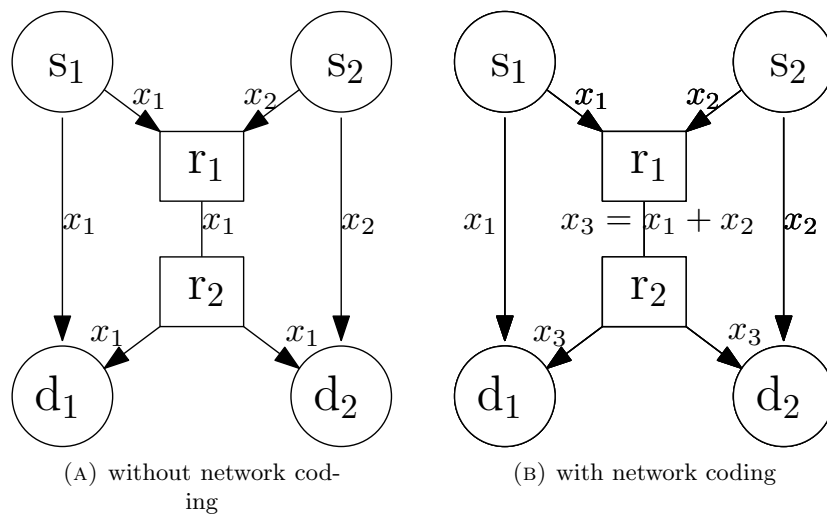 s₁ s₂
x₁ x₂
r₁
x₁ x₁ x₂
r₂
x₁ x₁
d₁ d₂
(A) without network cod-
ing
s₁ s₂
x₁ x₂
r₁
x₁ x₃ = x₁ + x₂ x₂
r₂
x₃ x₃
d₁ d₂
(B) with network coding